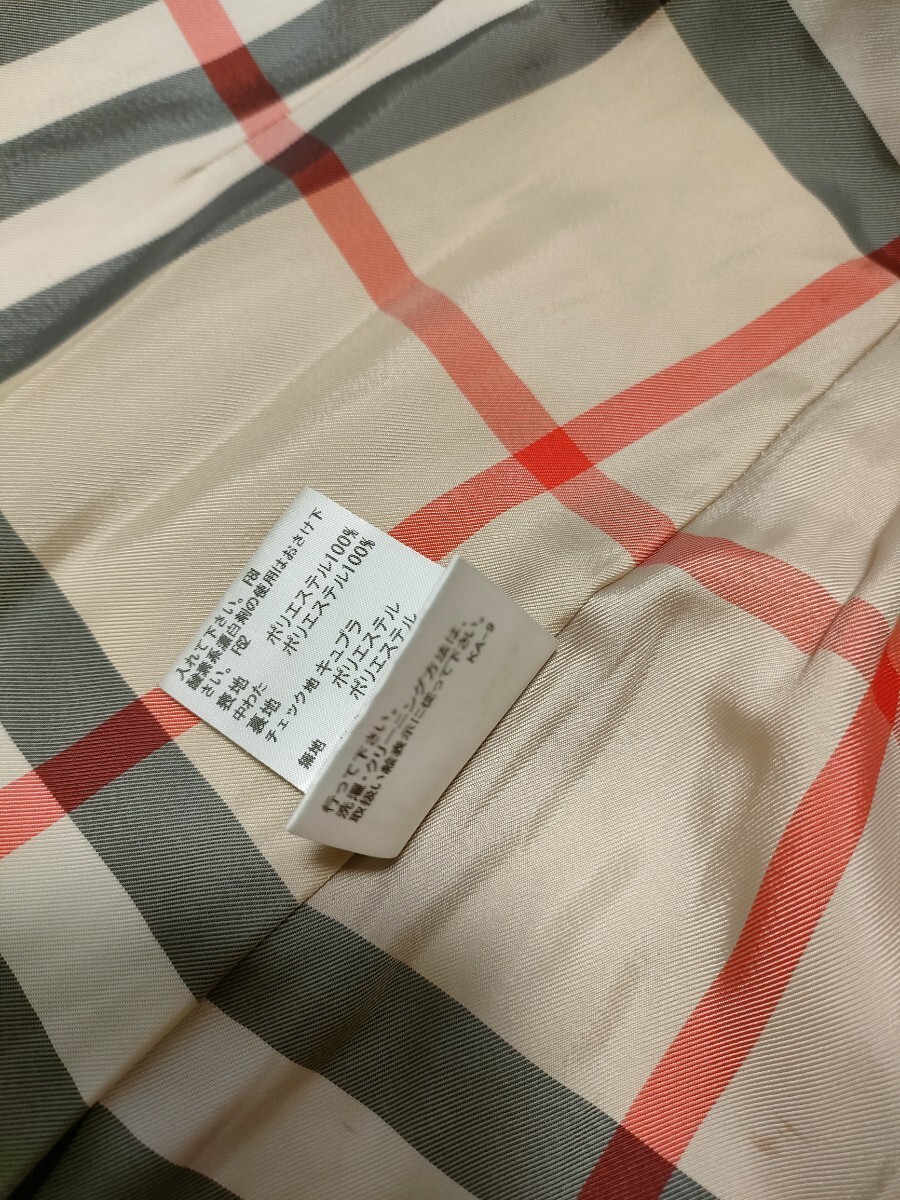 入れて下さい。 F81
酸素系漂白剤の使用はおさけ下
さい。 F62
表地 ポリエステル100%
中わた ポリエステル100%
裏地
チェック地 キュプラ
ポリエステル
無地 ポリエステル
行って下さい。
洗濯・クリーニング方法は、
取扱い絵表示に従って下さい。
KA-9